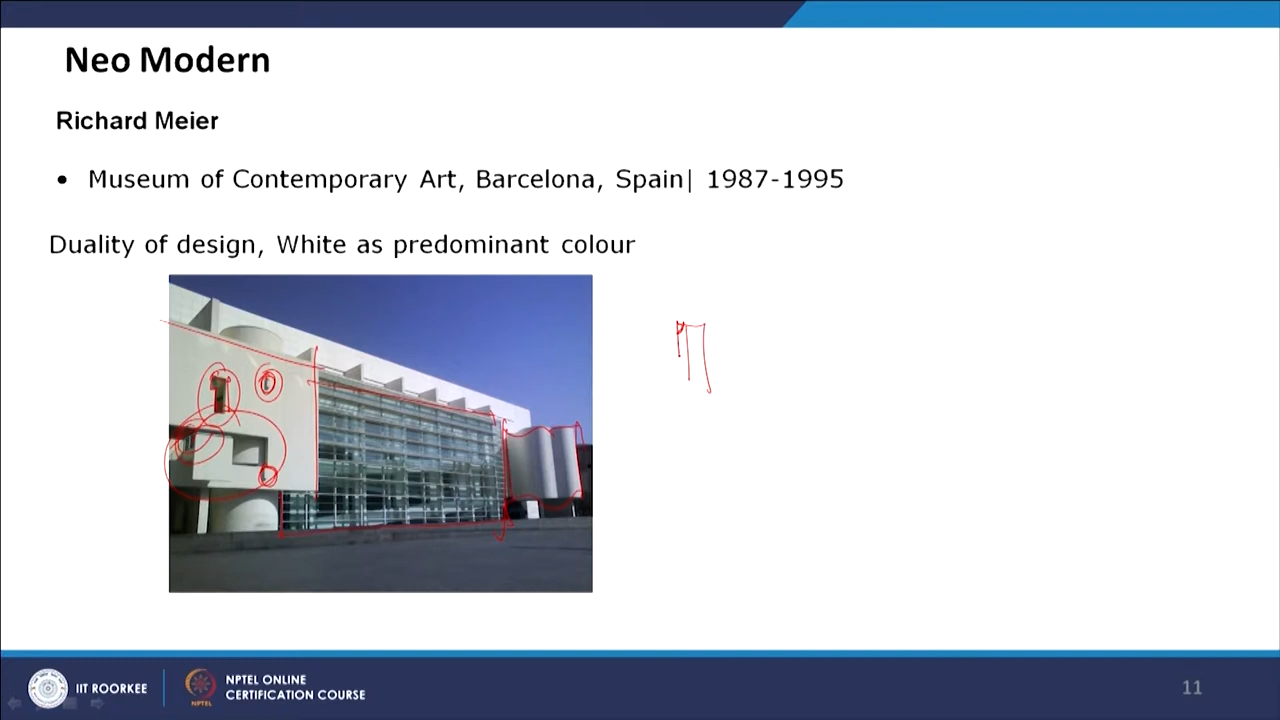 Neo Modern
Richard Meier
• Museum of Contemporary Art, Barcelona, Spain| 1987-1995
Duality of design, White as predominant colour
IIT ROORKEE
NPTEL ONLINE
CERTIFICATION COURSE
NPTEL
11